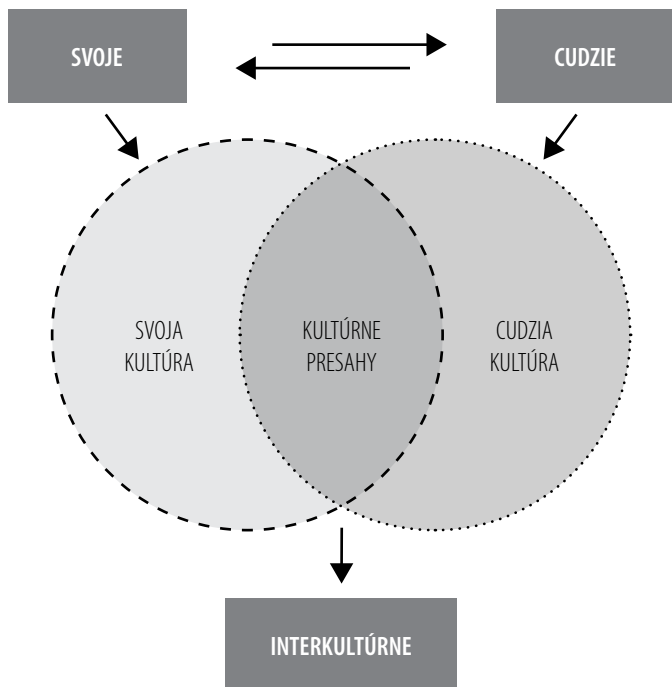 SVOJE
CUDZIE
SVOJA
KULTÚRA
KULTÚRNE
PRESAHY
CUDZIA
KULTÚRA
INTERKULTÚRNE